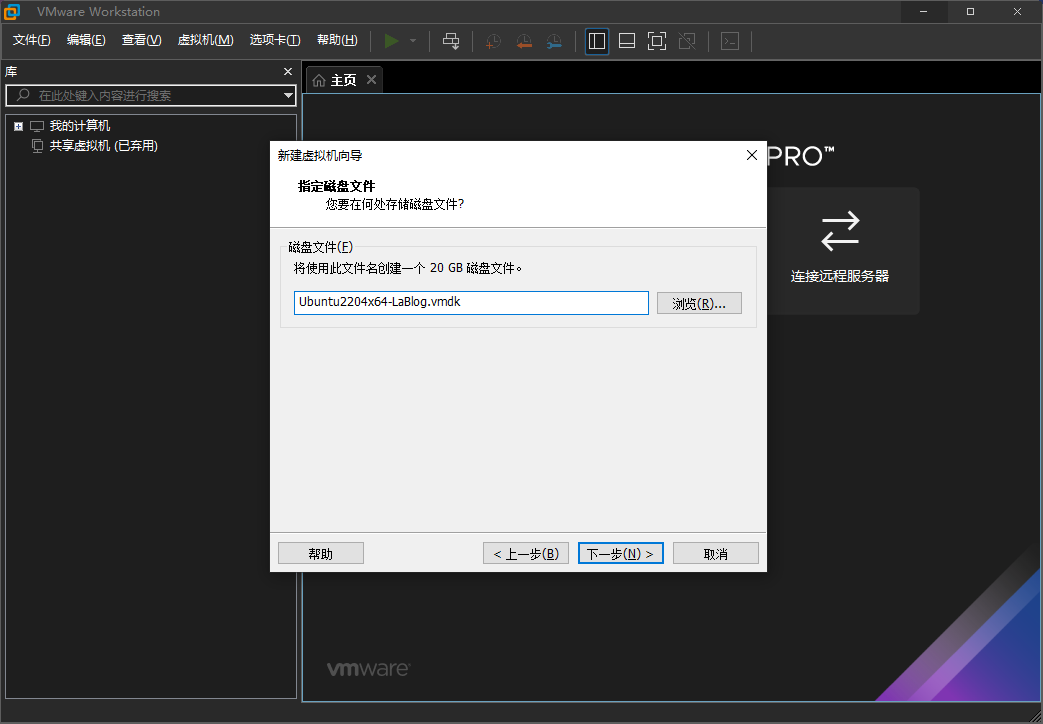 VMware Workstation
文件(F) 编辑(E) 查看(V) 虚拟机(M) 选项卡(T) 帮助(H)
库
在此处键入内容进行搜索
我的计算机
共享虚拟机 (已弃用)
主页
PRO™
连接远程服务器
新建虚拟机向导
指定磁盘文件
您要在何处存储磁盘文件?
磁盘文件(F)
将使用此文件名创建一个 20 GB 磁盘文件。
Ubuntu2204x64-LaBlog.vmdk
浏览(R)...
帮助
< 上一步(B)
下一步(N) >
取消
vmware